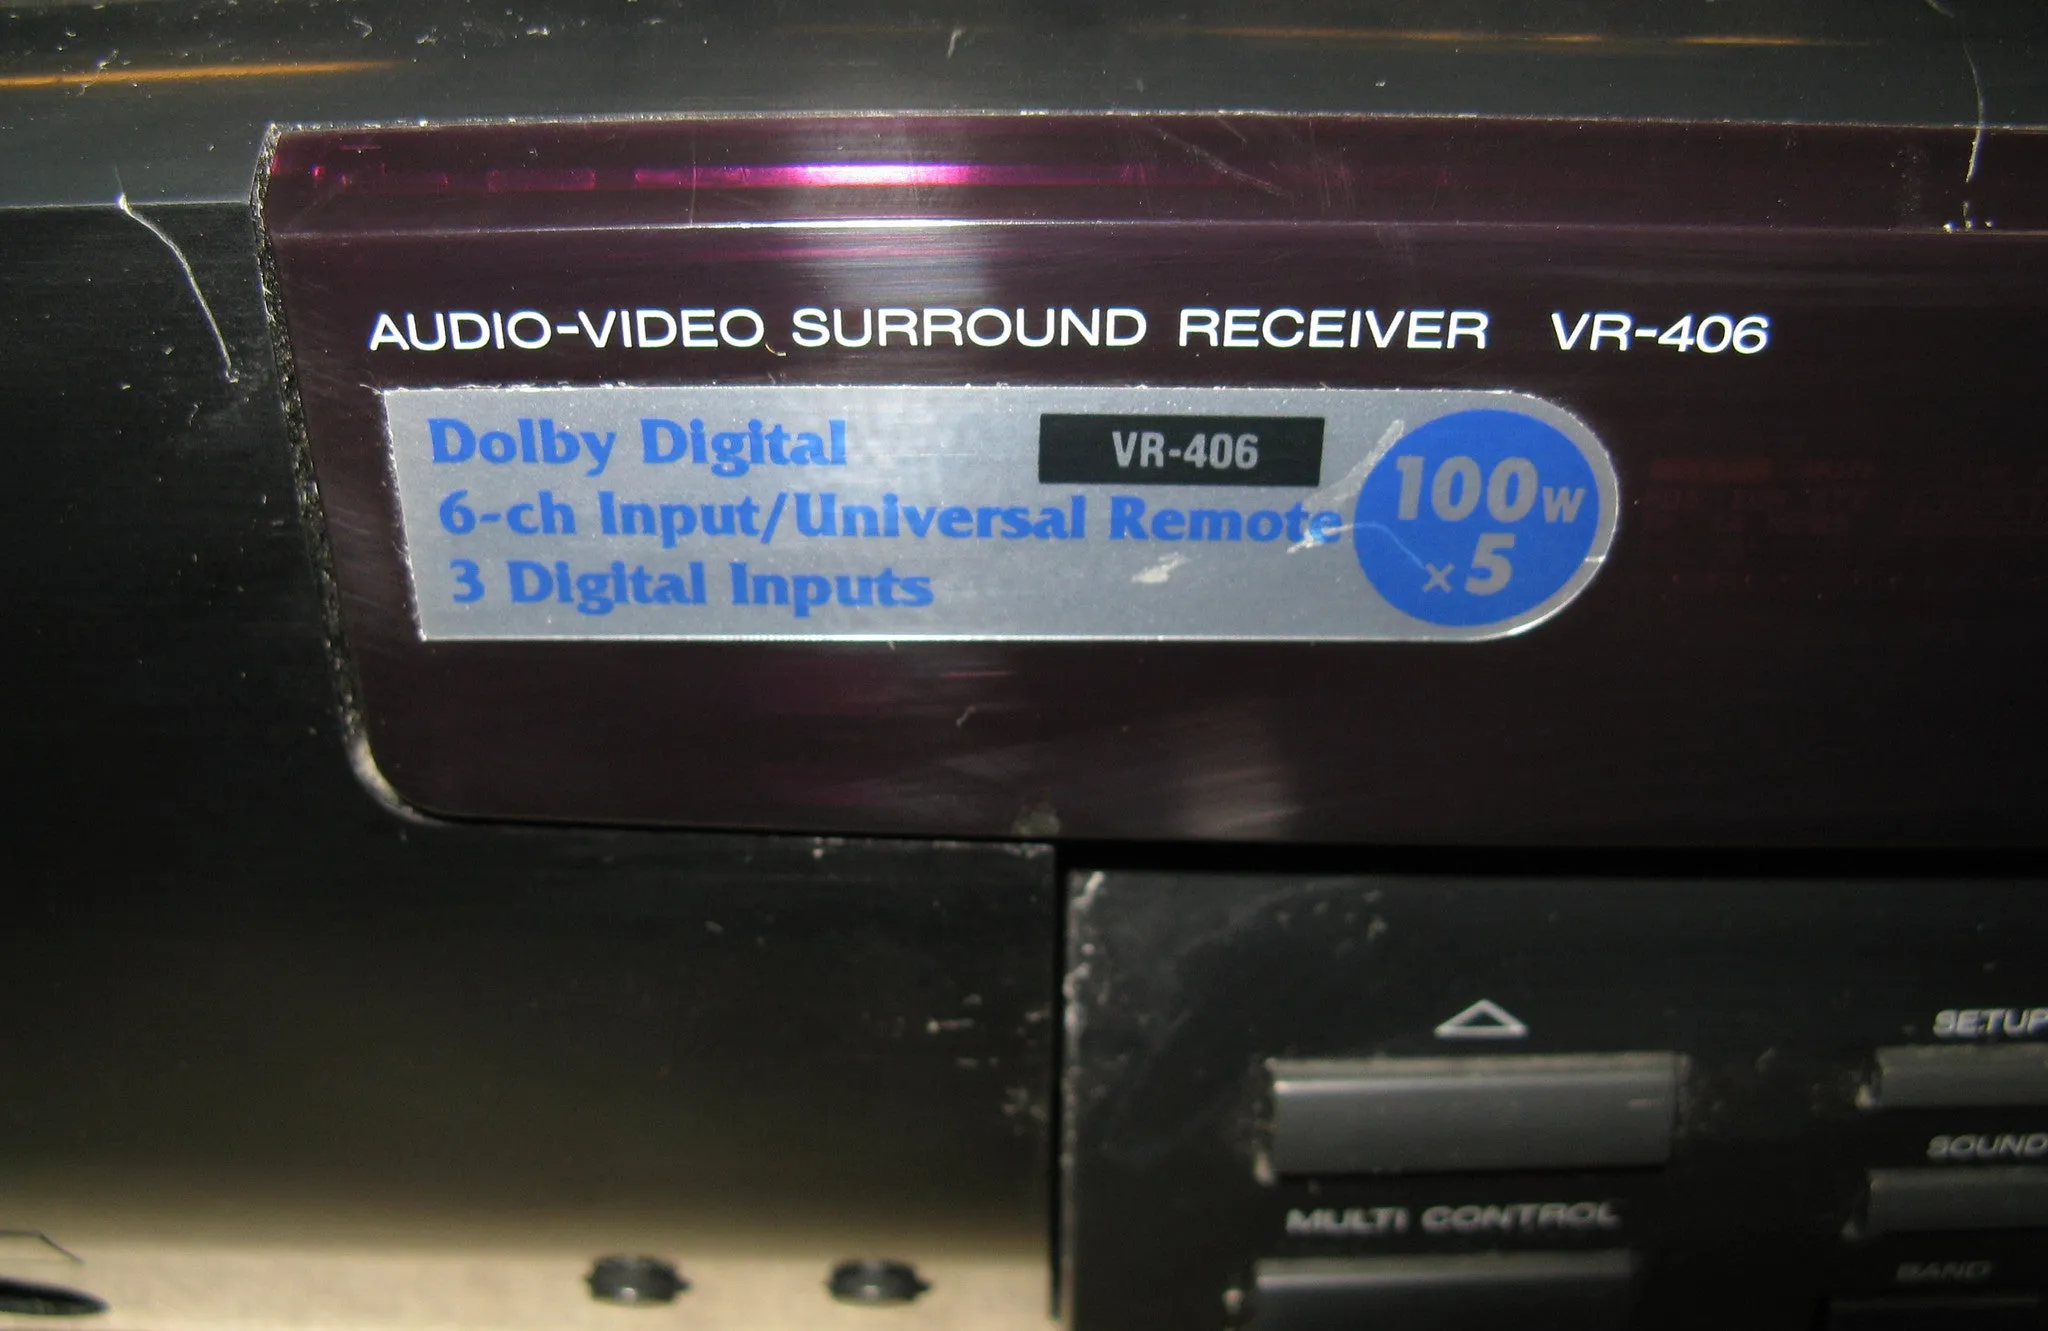 AUDIO-VIDEO SURROUND RECEIVER VR-406
Dolby Digital
VR-406
6-ch Input/Universal Remote
3 Digital Inputs
100W
x5
SETUP
SOUND
MULTI CONTROL
BAND